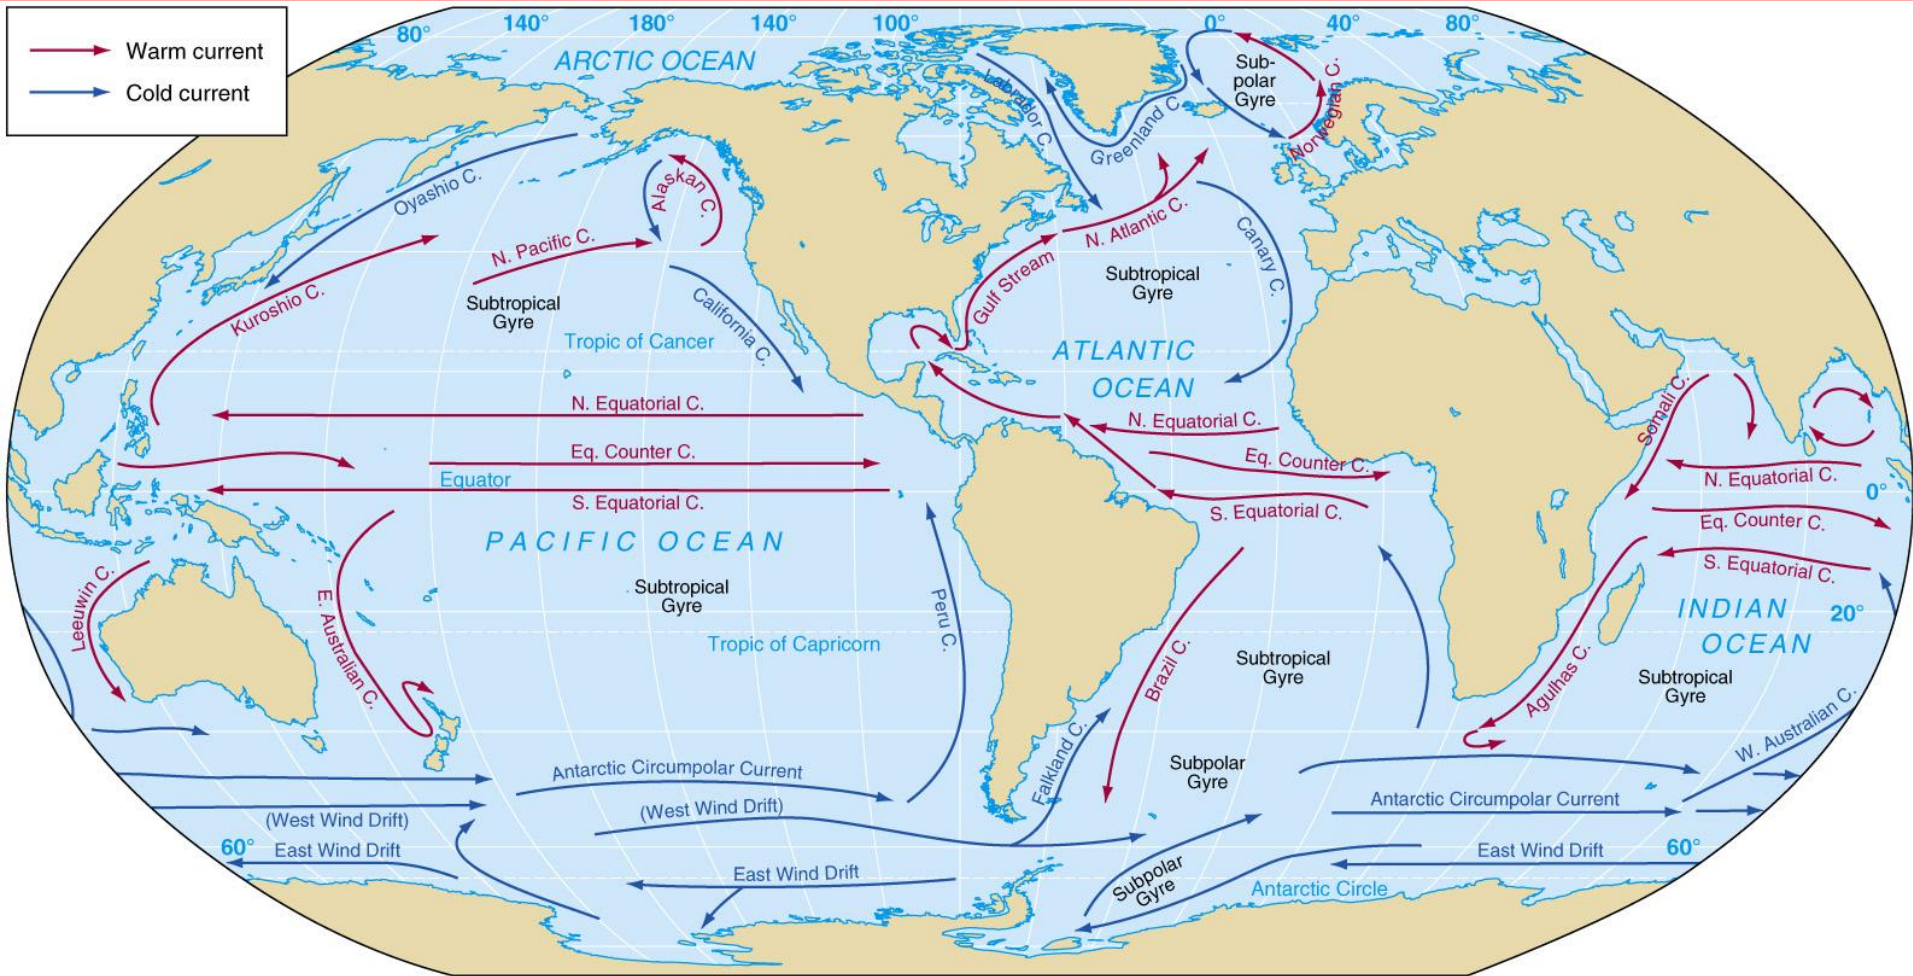 Warm current
Cold current
80°
140°
180°
140°
100°
0°
40°
80°
ARCTIC OCEAN
Sub-
polar
Gyre
Labrador C.
Greenland C.
Norwegian C.
Oyashio C.
Alaskan C.
N. Pacific C.
N. Atlantic C.
Canary C.
Kuroshio C.
Subtropical
Gyre
California C.
Gulf Stream
Subtropical
Gyre
Tropic of Cancer
ATLANTIC
OCEAN
N. Equatorial C.
N. Equatorial C.
Somali C.
Eq. Counter C.
Eq. Counter C.
N. Equatorial C.
Equator
0°
S. Equatorial C.
S. Equatorial C.
Eq. Counter C.
PACIFIC OCEAN
S. Equatorial C.
Leeuwin C.
E. Australian C.
Subtropical
Gyre
Peru C.
INDIAN
OCEAN
20°
Tropic of Capricorn
Brazil C.
Subtropical
Gyre
Agulhas C.
Subtropical
Gyre
W. Australian C.
Falkland C.
Subpolar
Gyre
Antarctic Circumpolar Current
(West Wind Drift)
(West Wind Drift)
Antarctic Circumpolar Current
60°
East Wind Drift
East Wind Drift
Subpolar
Gyre
60°
East Wind Drift
Antarctic Circle